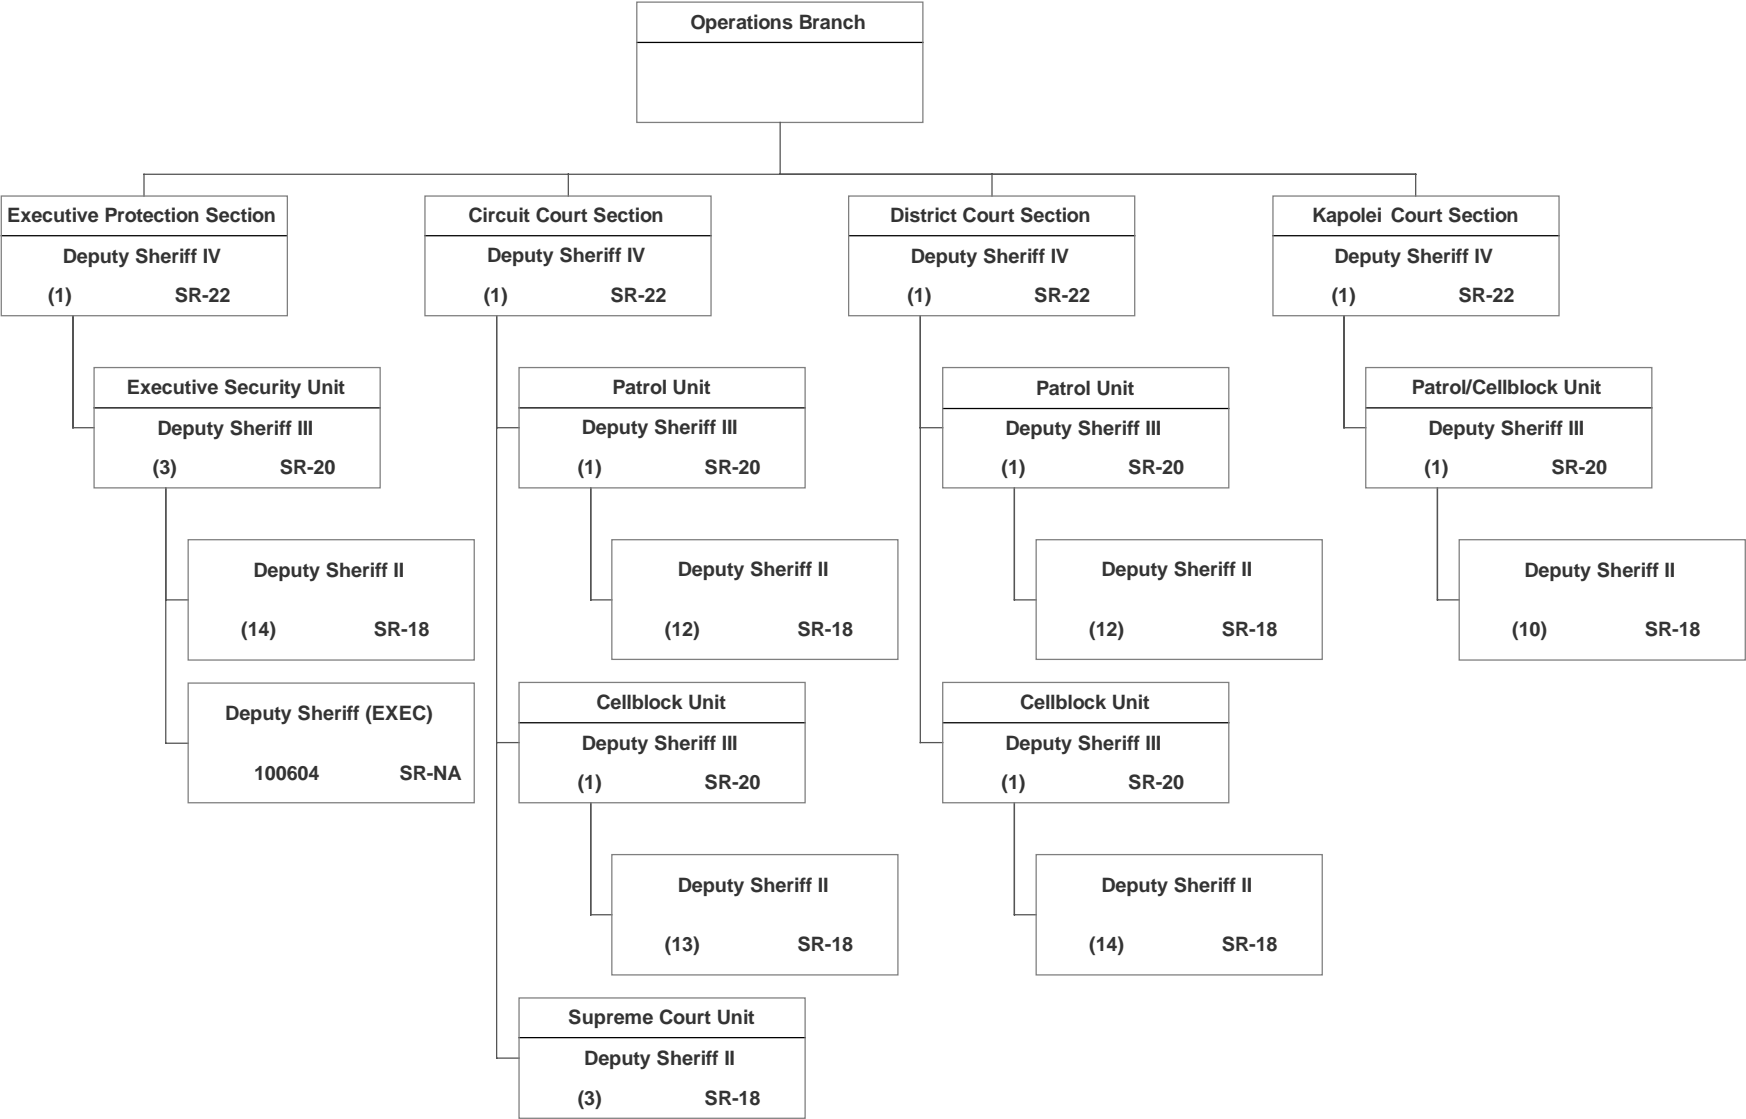 Operations Branch
Executive Protection Section
Deputy Sheriff IV
(1) SR-22
Executive Security Unit
Deputy Sheriff III
(3) SR-20
Deputy Sheriff II
(14) SR-18
Deputy Sheriff (EXEC)
100604 SR-NA
Circuit Court Section
Deputy Sheriff IV
(1) SR-22
Patrol Unit
Deputy Sheriff III
(1) SR-20
Deputy Sheriff II
(12) SR-18
Cellblock Unit
Deputy Sheriff III
(1) SR-20
Deputy Sheriff II
(13) SR-18
Supreme Court Unit
Deputy Sheriff II
(3) SR-18
District Court Section
Deputy Sheriff IV
(1) SR-22
Patrol Unit
Deputy Sheriff III
(1) SR-20
Deputy Sheriff II
(12) SR-18
Cellblock Unit
Deputy Sheriff III
(1) SR-20
Deputy Sheriff II
(14) SR-18
Kapolei Court Section
Deputy Sheriff IV
(1) SR-22
Patrol/Cellblock Unit
Deputy Sheriff III
(1) SR-20
Deputy Sheriff II
(10) SR-18